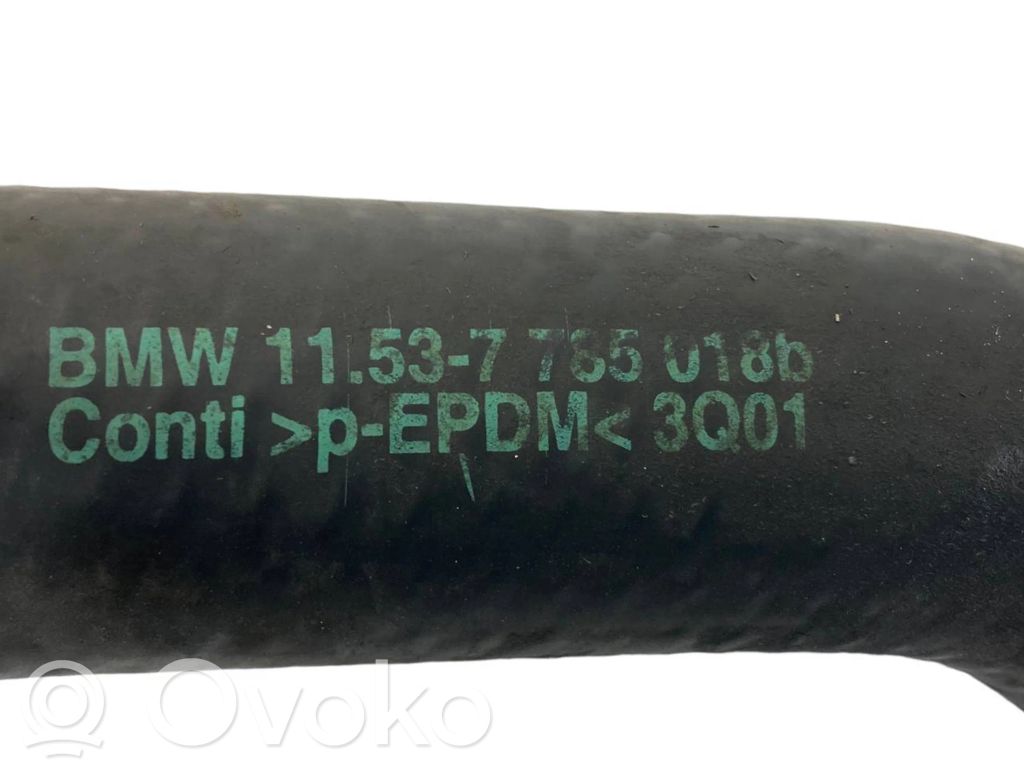 BMW 11.53-7 785 018b
Conti >p-EPDM< 3Q01
Ovoko